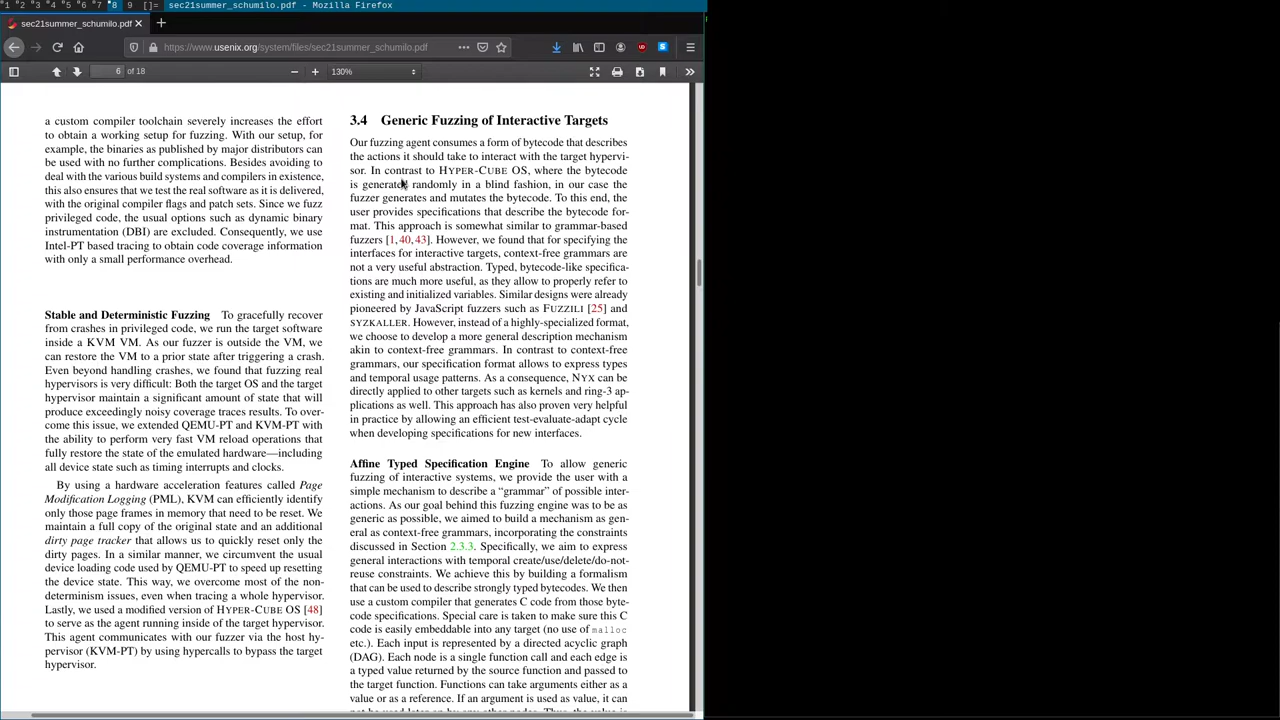 1 2 3 4 5 6 7 8 9 []= sec21summer_schumilo.pdf - Mozilla Firefox
sec21summer_schumilo.pdf
https://www.usenix.org/system/files/sec21summer_schumilo.pdf
6 of 18
130%
a custom compiler toolchain severely increases the effort
to obtain a working setup for fuzzing. With our setup, for
example, the binaries as published by major distributors can
be used with no further complications. Besides avoiding to
deal with the various build systems and compilers in existence,
this also ensures that we test the real software as it is delivered,
with the original compiler flags and patch sets. Since we fuzz
privileged code, the usual options such as dynamic binary
instrumentation (DBI) are excluded. Consequently, we use
Intel-PT based tracing to obtain code coverage information
with only a small performance overhead.
Stable and Deterministic Fuzzing To gracefully recover
from crashes in privileged code, we run the target software
inside a KVM VM. As our fuzzer is outside the VM, we
can restore the VM to a prior state after triggering a crash.
Even beyond handling crashes, we found that fuzzing real
hypervisors is very difficult: Both the target OS and the target
hypervisor maintain a significant amount of state that will
produce exceedingly noisy coverage traces results. To over-
come this issue, we extended QEMU-PT and KVM-PT with
the ability to perform very fast VM reload operations that
fully restore the state of the emulated hardware—including
all device state such as timing interrupts and clocks.
By using a hardware acceleration features called Page
Modification Logging (PML), KVM can efficiently identify
only those page frames in memory that need to be reset. We
maintain a full copy of the original state and an additional
dirty page tracker that allows us to quickly reset only the
dirty pages. In a similar manner, we circumvent the usual
device loading code used by QEMU-PT to speed up resetting
the device state. This way, we overcome most of the non-
determinism issues, even when tracing a whole hypervisor.
Lastly, we used a modified version of HYPER-CUBE OS [48]
to serve as the agent running inside of the target hypervisor.
This agent communicates with our fuzzer via the host hy-
pervisor (KVM-PT) by using hypercalls to bypass the target
hypervisor.
3.4 Generic Fuzzing of Interactive Targets
Our fuzzing agent consumes a form of bytecode that describes
the actions it should take to interact with the target hypervi-
sor. In contrast to HYPER-CUBE OS, where the bytecode
is generated randomly in a blind fashion, in our case the
fuzzer generates and mutates the bytecode. To this end, the
user provides specifications that describe the bytecode for-
mat. This approach is somewhat similar to grammar-based
fuzzers [1,40,43]. However, we found that for specifying the
interfaces for interactive targets, context-free grammars are
not a very useful abstraction. Typed, bytecode-like specifica-
tions are much more useful, as they allow to properly refer to
existing and initialized variables. Similar designs were already
pioneered by JavaScript fuzzers such as FUZZILI [25] and
SYZKALLER. However, instead of a highly-specialized format,
we choose to develop a more general description mechanism
akin to context-free grammars. In contrast to context-free
grammars, our specification format allows to express types
and temporal usage patterns. As a consequence, NYX can be
directly applied to other targets such as kernels and ring-3 ap-
plications as well. This approach has also proven very helpful
in practice by allowing an efficient test-evaluate-adapt cycle
when developing specifications for new interfaces.
Affine Typed Specification Engine To allow generic
fuzzing of interactive systems, we provide the user with a
simple mechanism to describe a “grammar” of possible inter-
actions. As our goal behind this fuzzing engine was to be as
generic as possible, we aimed to build a mechanism as gen-
eral as context-free grammars, incorporating the constraints
discussed in Section 2.3.3. Specifically, we aim to express
general interactions with temporal create/use/delete/do-not-
reuse constraints. We achieve this by building a formalism
that can be used to describe strongly typed bytecodes. We then
use a custom compiler that generates C code from those byte-
code specifications. Special care is taken to make sure this C
code is easily embeddable into any target (no use of malloc
etc.). Each input is represented by a directed acyclic graph
(DAG). Each node is a single function call and each edge is
a typed value returned by the source function and passed to
the target function. Functions can take arguments either as a
value or as a reference. If an argument is used as value, it can